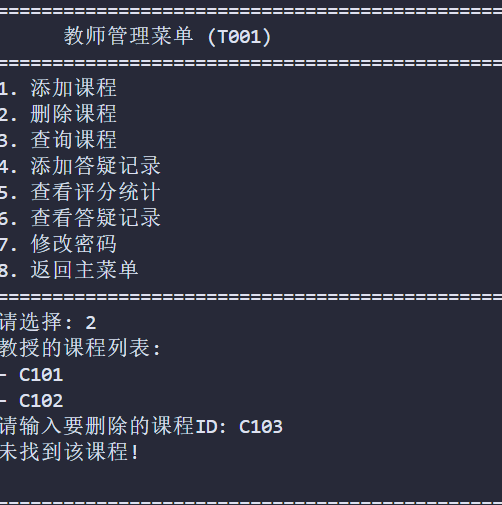 ==================================================
教师管理菜单 (T001)
==================================================
1. 添加课程
2. 删除课程
3. 查询课程
4. 添加答疑记录
5. 查看评分统计
6. 查看答疑记录
7. 修改密码
8. 返回主菜单
==================================================
请选择: 2
教授的课程列表:
- C101
- C102
请输入要删除的课程ID: C103
未找到该课程!
==================================================